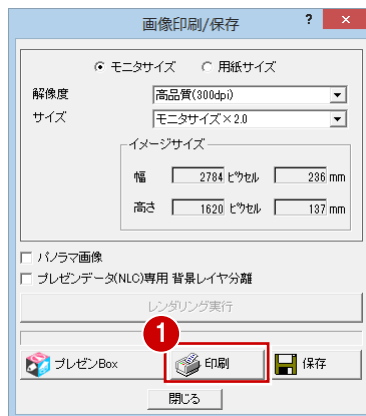 画像印刷/保存 ? ×
モニタサイズ 用紙サイズ
解像度 高品質(300dpi)
サイズ モニタサイズ×2.0
イメージサイズ
幅 2784 ピクセル 236 mm
高さ 1620 ピクセル 137 mm
パノラマ画像
プレゼンデータ(NLC)専用 背景レイヤ分離
レンダリング実行
1
プレゼンBox 印刷 保存
閉じる